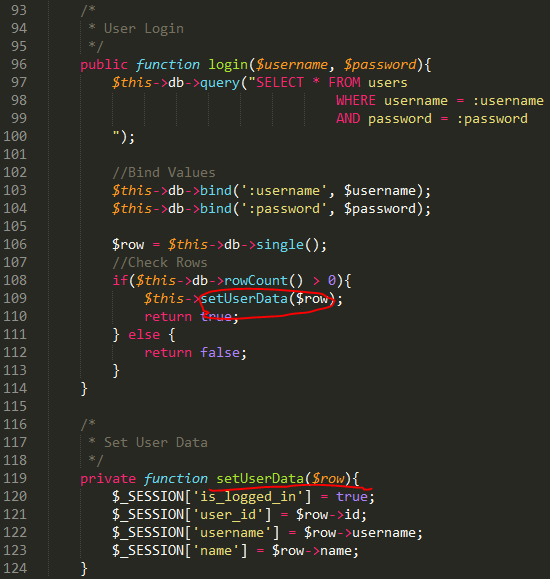 93 /*
94 * User Login
95 */
96 public function login($username, $password){
97 $this->db->query("SELECT * FROM users
98 WHERE username = :username
99 AND password = :password
100 ");
101
102 //Bind Values
103 $this->db->bind(':username', $username);
104 $this->db->bind(':password', $password);
105
106 $row = $this->db->single();
107 //Check Rows
108 if($this->db->rowCount() > 0){
109 $this->setUserData($row);
110 return true;
111 } else {
112 return false;
113 }
114 }
115
116 /*
117 * Set User Data
118 */
119 private function setUserData($row){
120 $_SESSION['is_logged_in'] = true;
121 $_SESSION['user_id'] = $row->id;
122 $_SESSION['username'] = $row->username;
123 $_SESSION['name'] = $row->name;
124 }